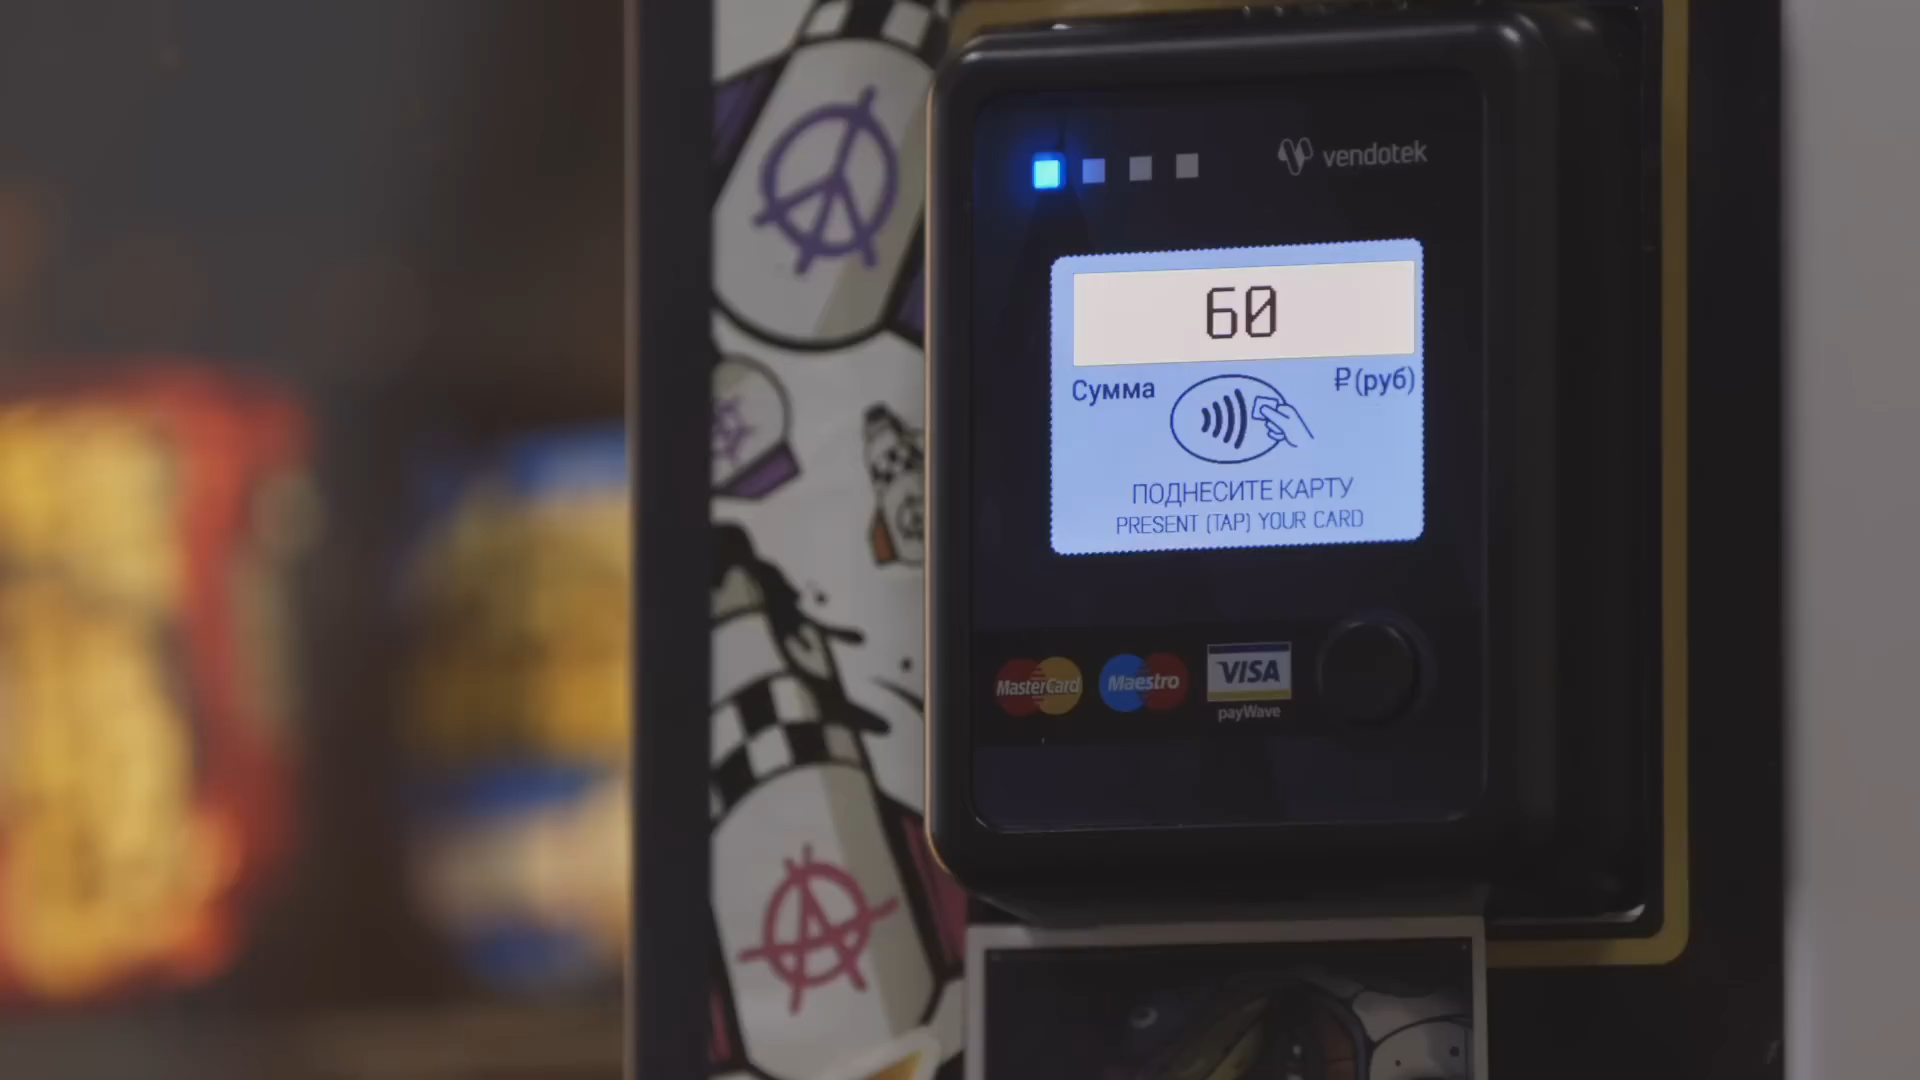 vendotek
60
Сумма ₽(руб)
ПОДНЕСИТЕ КАРТУ
PRESENT (TAP) YOUR CARD
MasterCard Maestro VISA
payWave